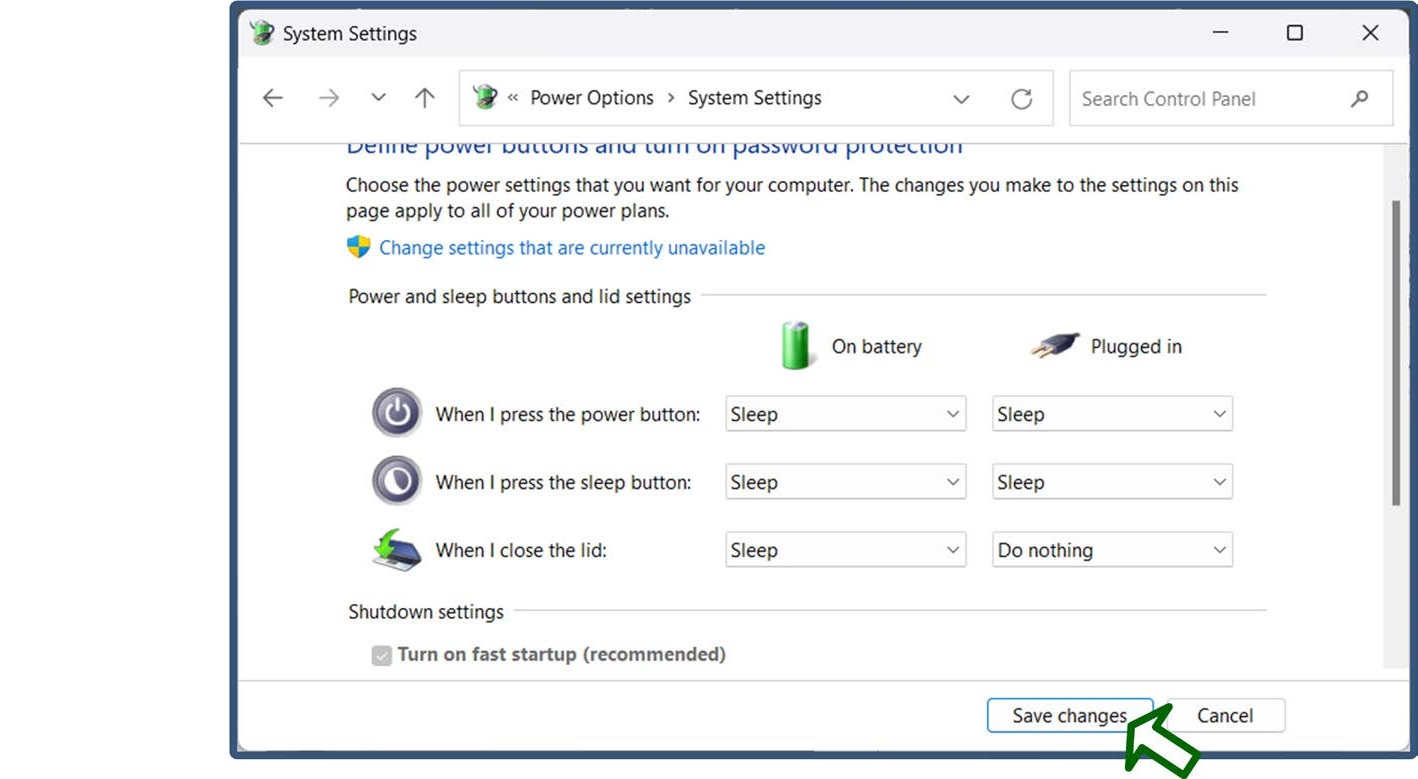 System Settings
« Power Options > System Settings
Search Control Panel
Define power buttons and turn on password protection
Choose the power settings that you want for your computer. The changes you make to the settings on this
page apply to all of your power plans.
Change settings that are currently unavailable
Power and sleep buttons and lid settings
On battery Plugged in
When I press the power button: Sleep Sleep
When I press the sleep button: Sleep Sleep
When I close the lid: Sleep Do nothing
Shutdown settings
Turn on fast startup (recommended)
Save changes Cancel